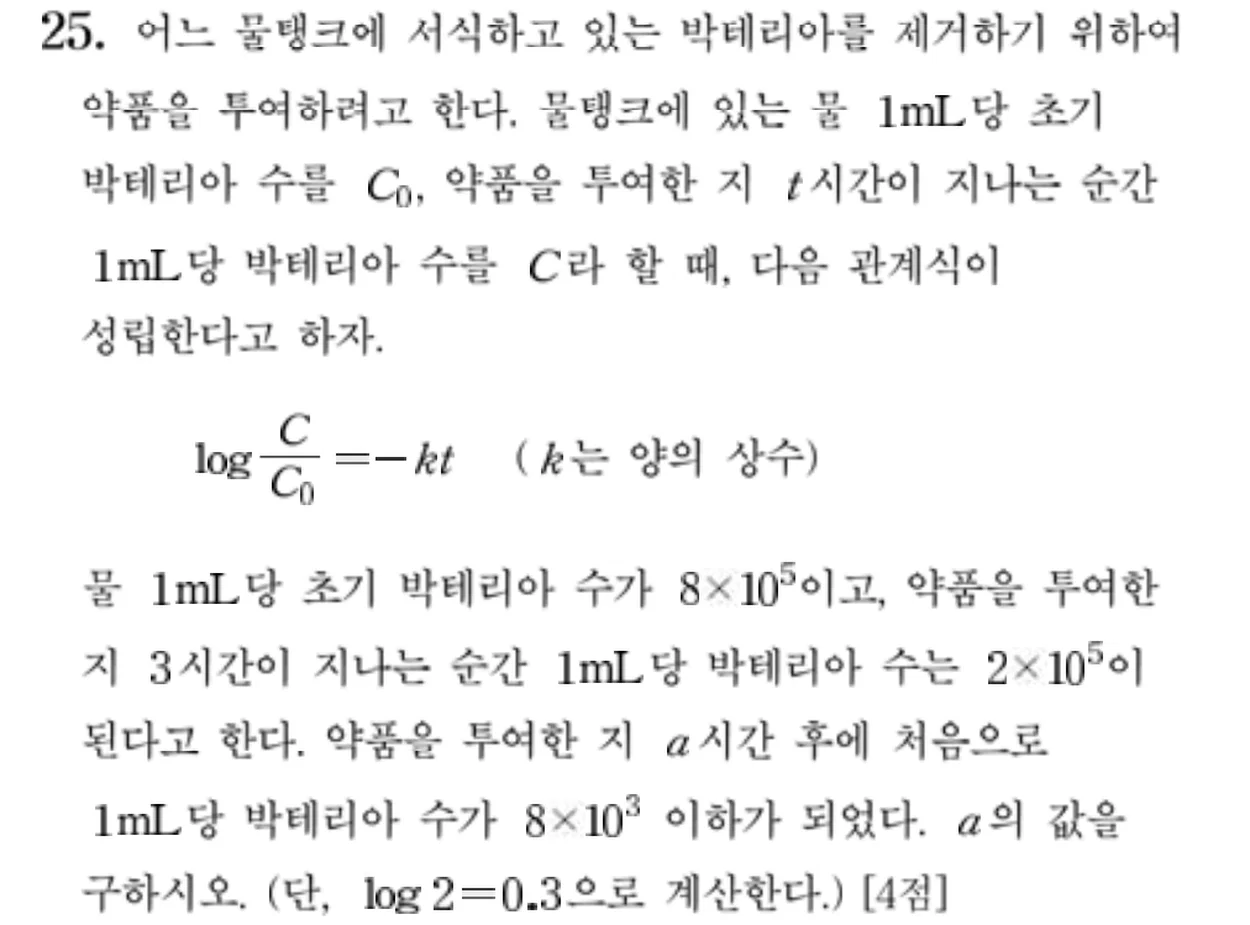 25. 어느 물탱크에 서식하고 있는 박테리아를 제거하기 위하여
약품을 투여하려고 한다. 물탱크에 있는 물 1mL당 초기
박테리아 수를 C₀, 약품을 투여한 지 t시간이 지나는 순간
1mL당 박테리아 수를 C라 할 때, 다음 관계식이
성립한다고 하자.
log C/C₀ = -kt (k는 양의 상수)
물 1mL당 초기 박테리아 수가 8×10⁵이고, 약품을 투여한
지 3시간이 지나는 순간 1mL당 박테리아 수는 2×10⁵이
된다고 한다. 약품을 투여한 지 a시간 후에 처음으로
1mL당 박테리아 수가 8×10³ 이하가 되었다. a의 값을
구하시오. (단, log 2=0.3으로 계산한다.) [4점]